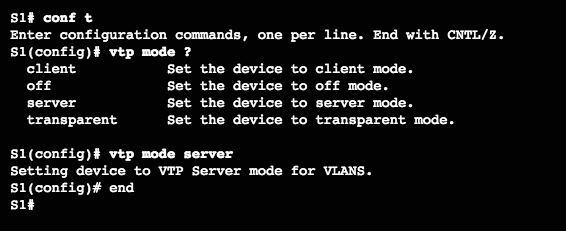 S1# conf t
Enter configuration commands, one per line. End with CNTL/Z.
S1(config)# vtp mode ?
  client          Set the device to client mode.
  off             Set the device to off mode.
  server          Set the device to server mode.
  transparent     Set the device to transparent mode.

S1(config)# vtp mode server
Setting device to VTP Server mode for VLANS.
S1(config)# end
S1#